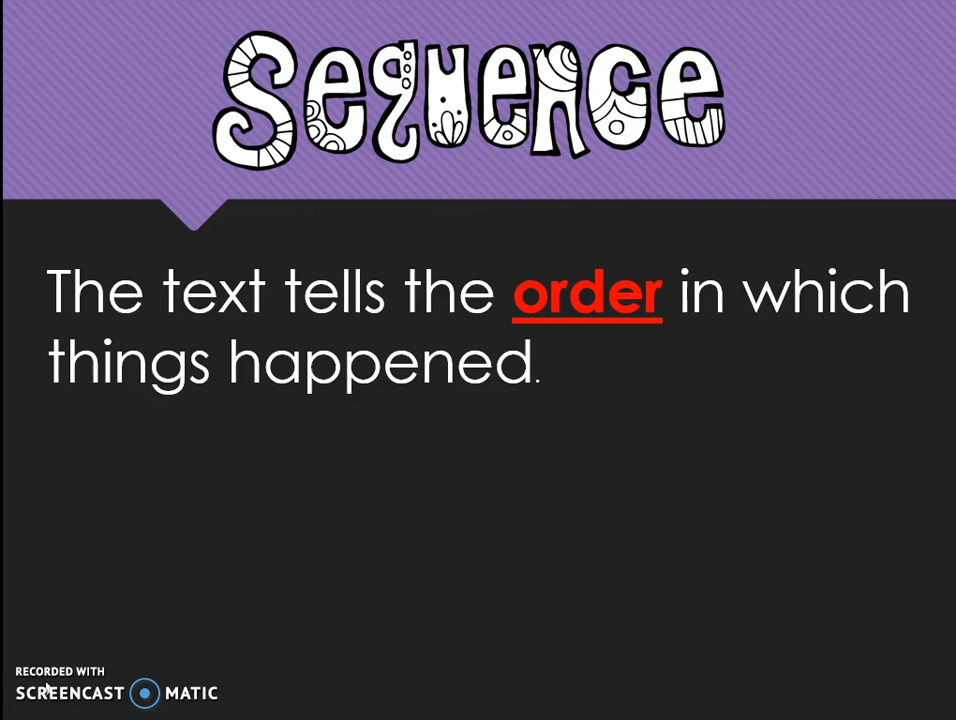 Sequence
The text tells the order in which
things happened.
RECORDED WITH
SCREENCAST MATIC